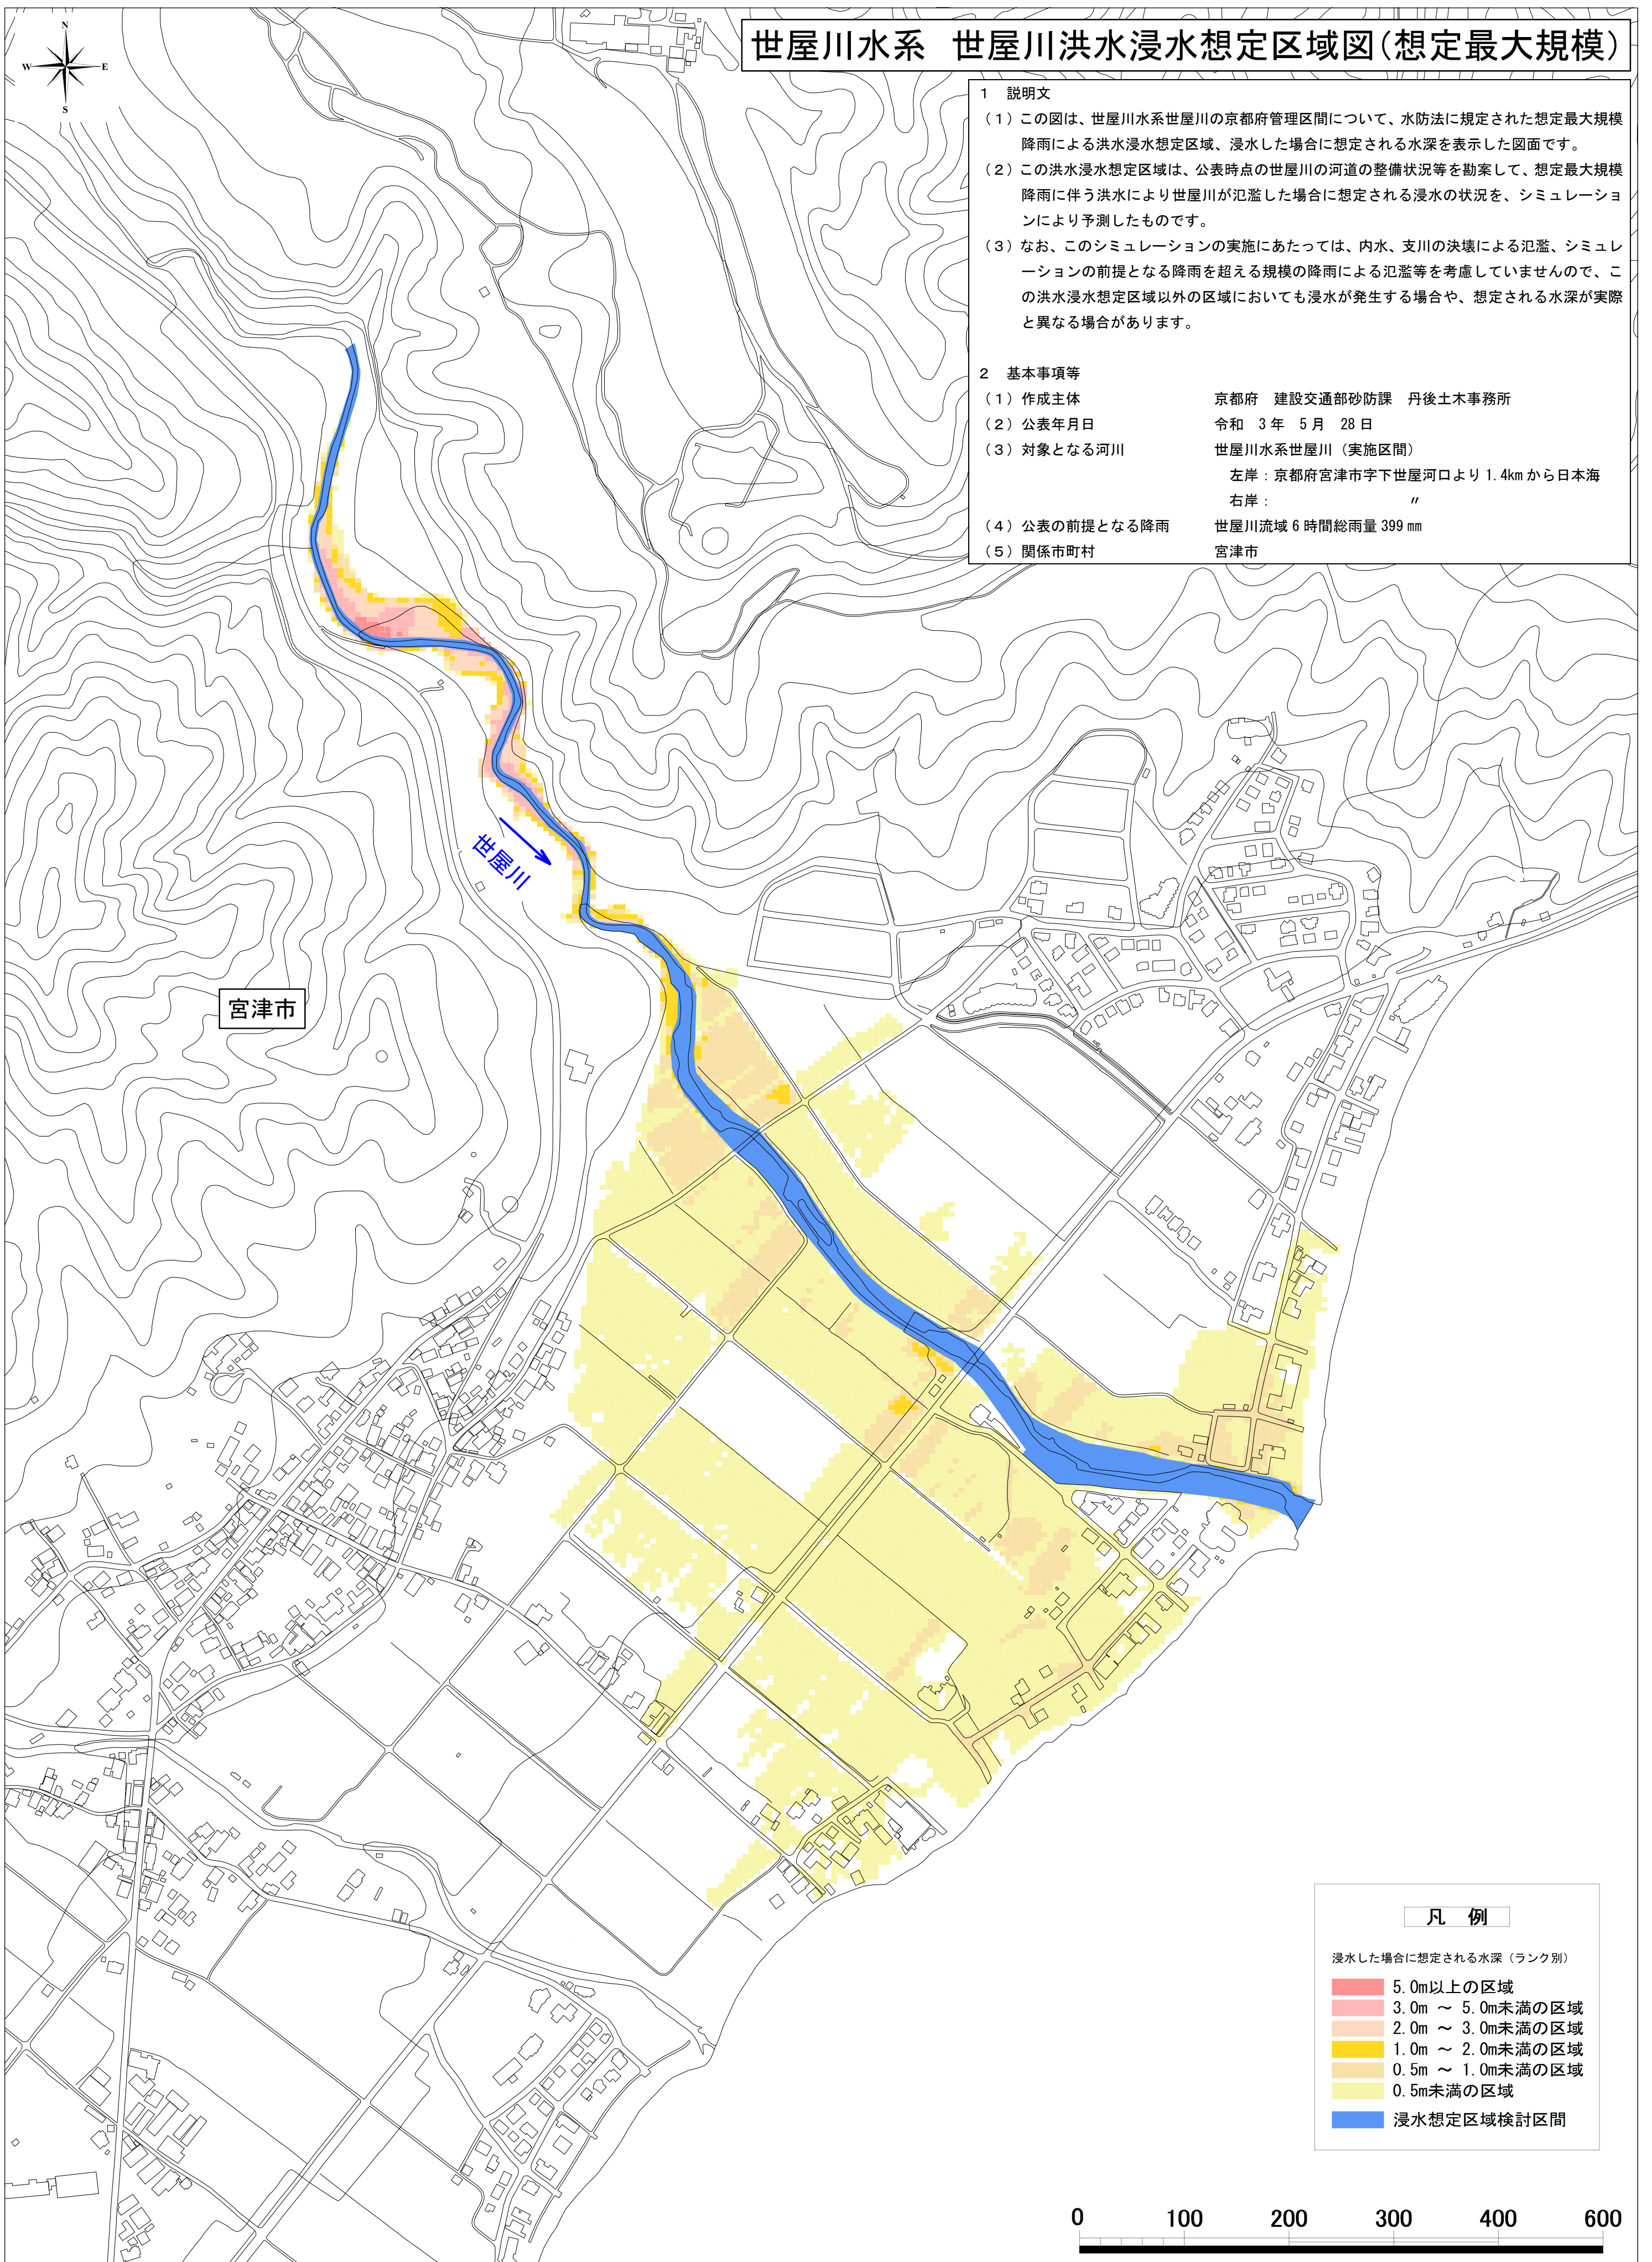 世屋川水系 世屋川洪水浸水想定区域図(想定最大規模)
N
W E
S
1 説明文
(1)この図は、世屋川水系世屋川の京都府管理区間について、水防法に規定された想定最大規模
降雨による洪水浸水想定区域、浸水した場合に想定される水深を表示した図面です。
(2)この洪水浸水想定区域は、公表時点の世屋川の河道の整備状況等を勘案して、想定最大規模
降雨に伴う洪水により世屋川が氾濫した場合に想定される浸水の状況を、シミュレーショ
ンにより予測したものです。
(3)なお、このシミュレーションの実施にあたっては、内水、支川の決壊による氾濫、シミュレ
ーションの前提となる降雨を超える規模の降雨による氾濫等を考慮していませんので、こ
の洪水浸水想定区域以外の区域においても浸水が発生する場合や、想定される水深が実際
と異なる場合があります。
2 基本事項等
(1)作成主体 京都府 建設交通部砂防課 丹後土木事務所
(2)公表年月日 令和 3年 5月 28日
(3)対象となる河川 世屋川水系世屋川(実施区間)
左岸:京都府宮津市字下世屋河口より1.4kmから日本海
右岸: 〃
(4)公表の前提となる降雨 世屋川流域6時間総雨量399㎜
(5)関係市町村 宮津市
世屋川
宮津市
凡 例
浸水した場合に想定される水深(ランク別)
5.0m以上の区域
3.0m ～ 5.0m未満の区域
2.0m ～ 3.0m未満の区域
1.0m ～ 2.0m未満の区域
0.5m ～ 1.0m未満の区域
0.5m未満の区域
浸水想定区域検討区間
0 100 200 300 400 600